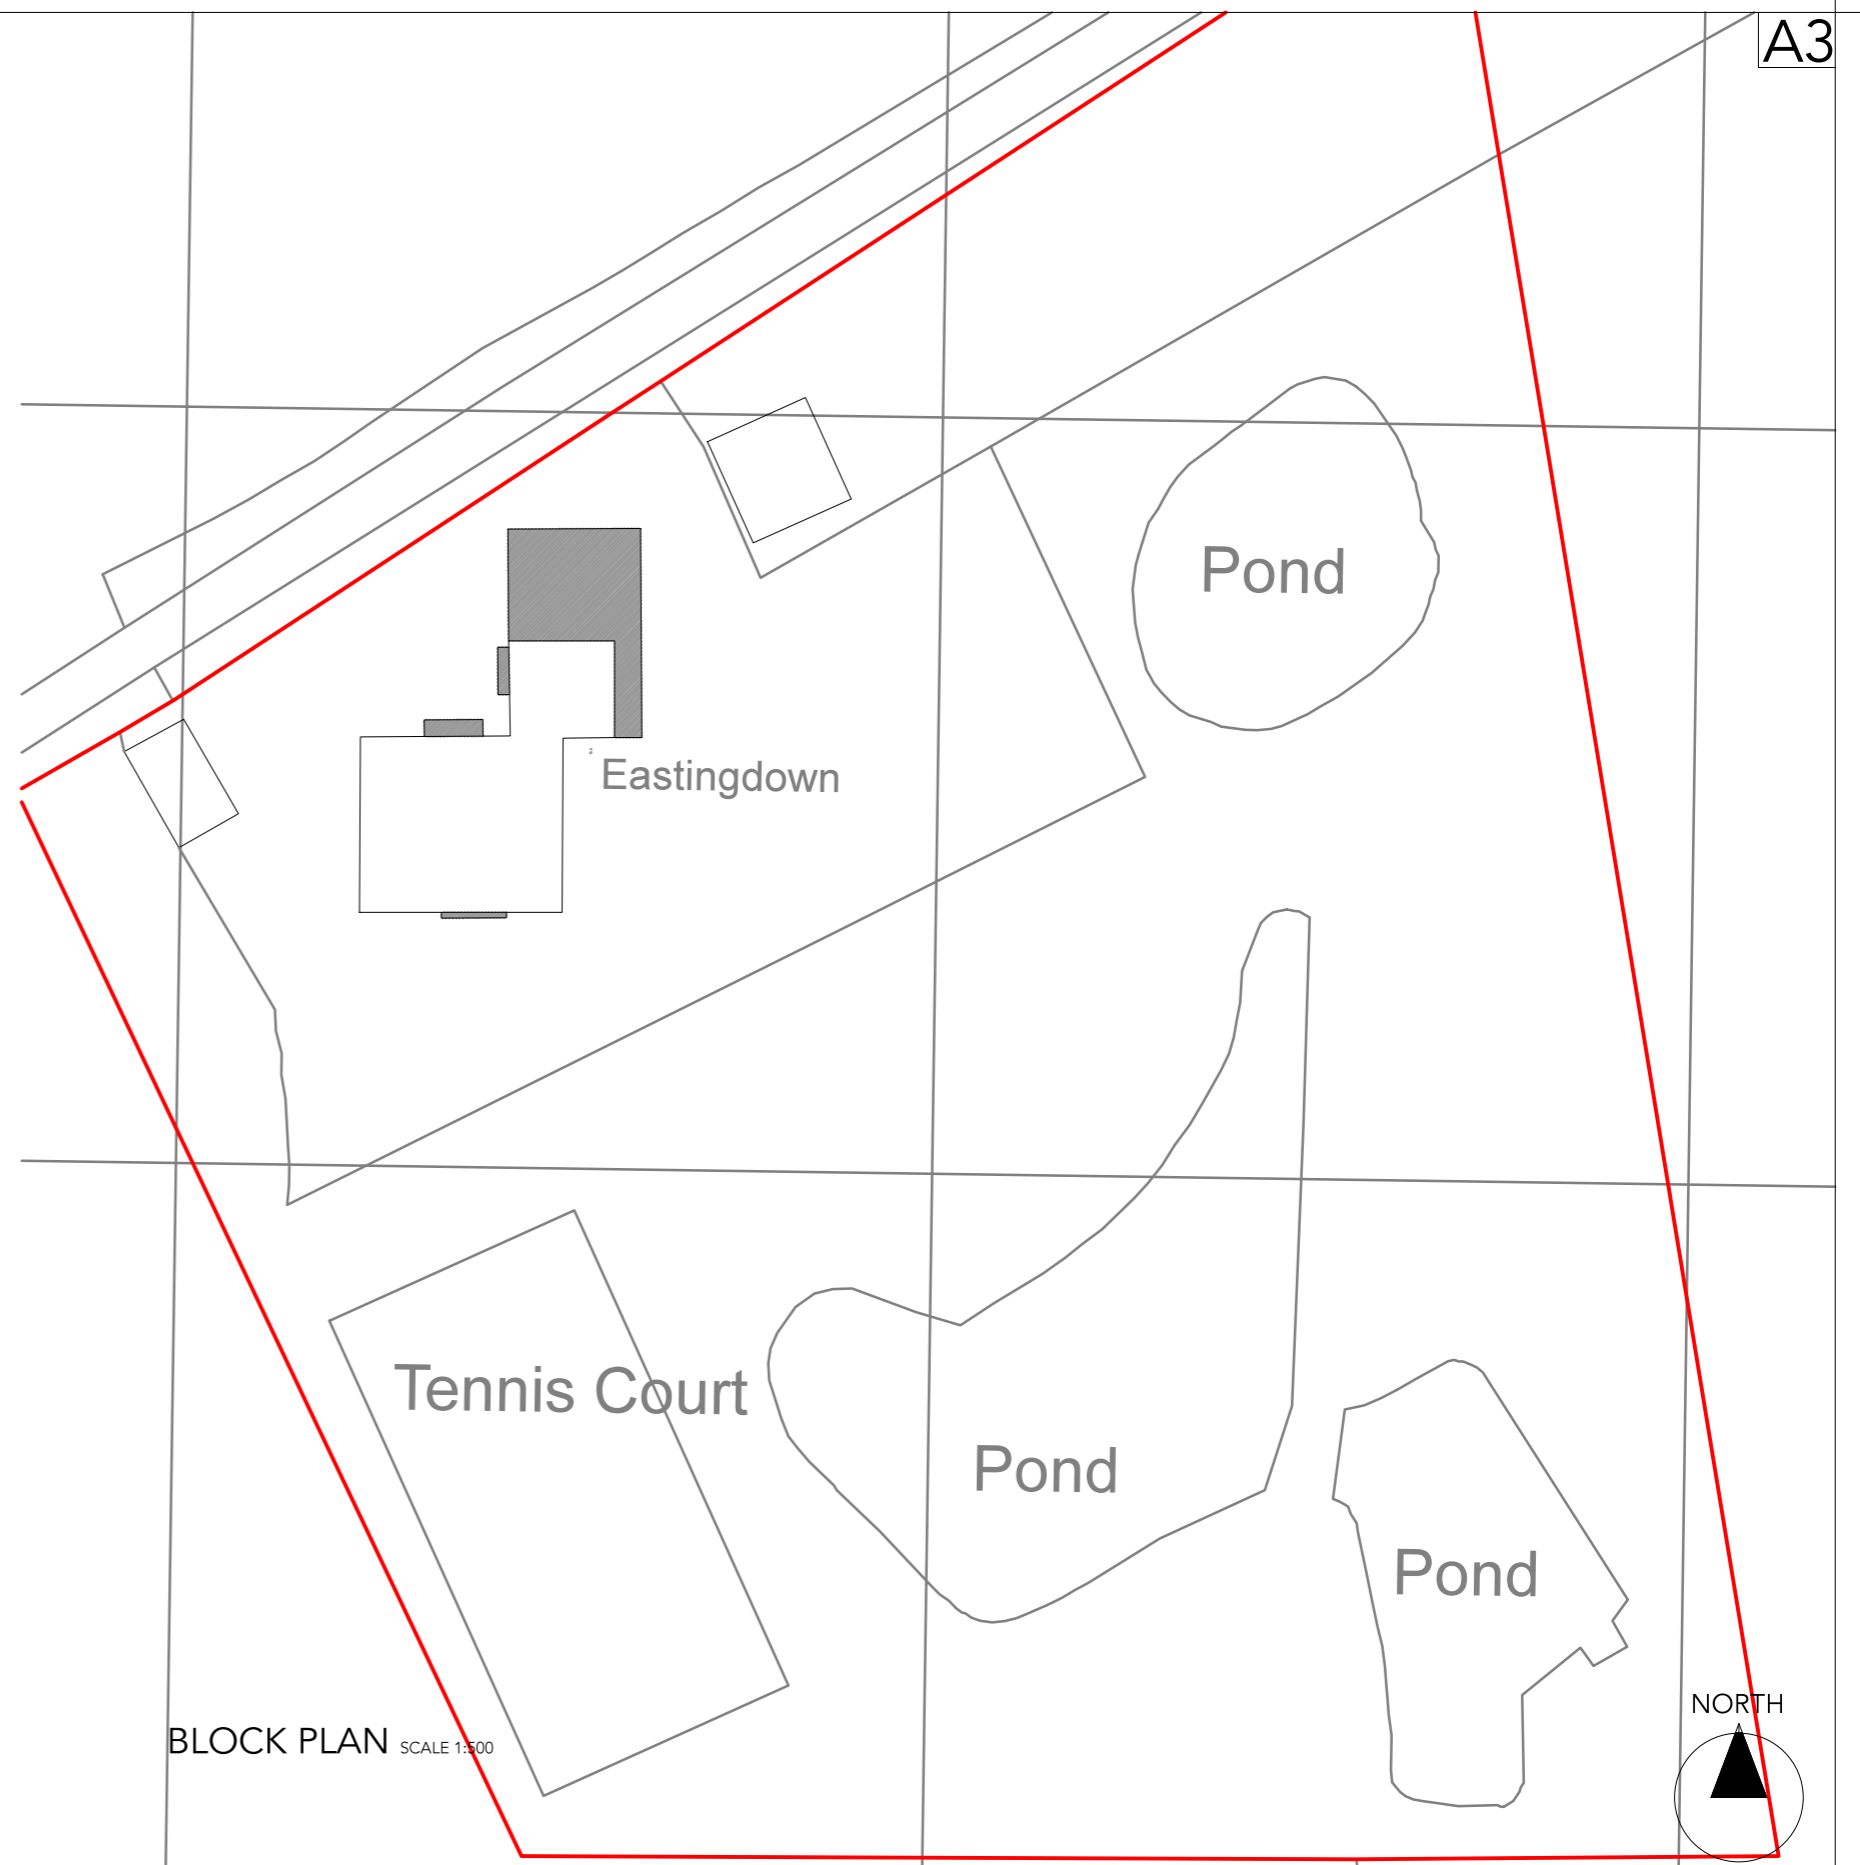 A3
Pond
Eastingdown
Tennis Court
Pond
Pond
NORTH
BLOCK PLAN SCALE 1:500